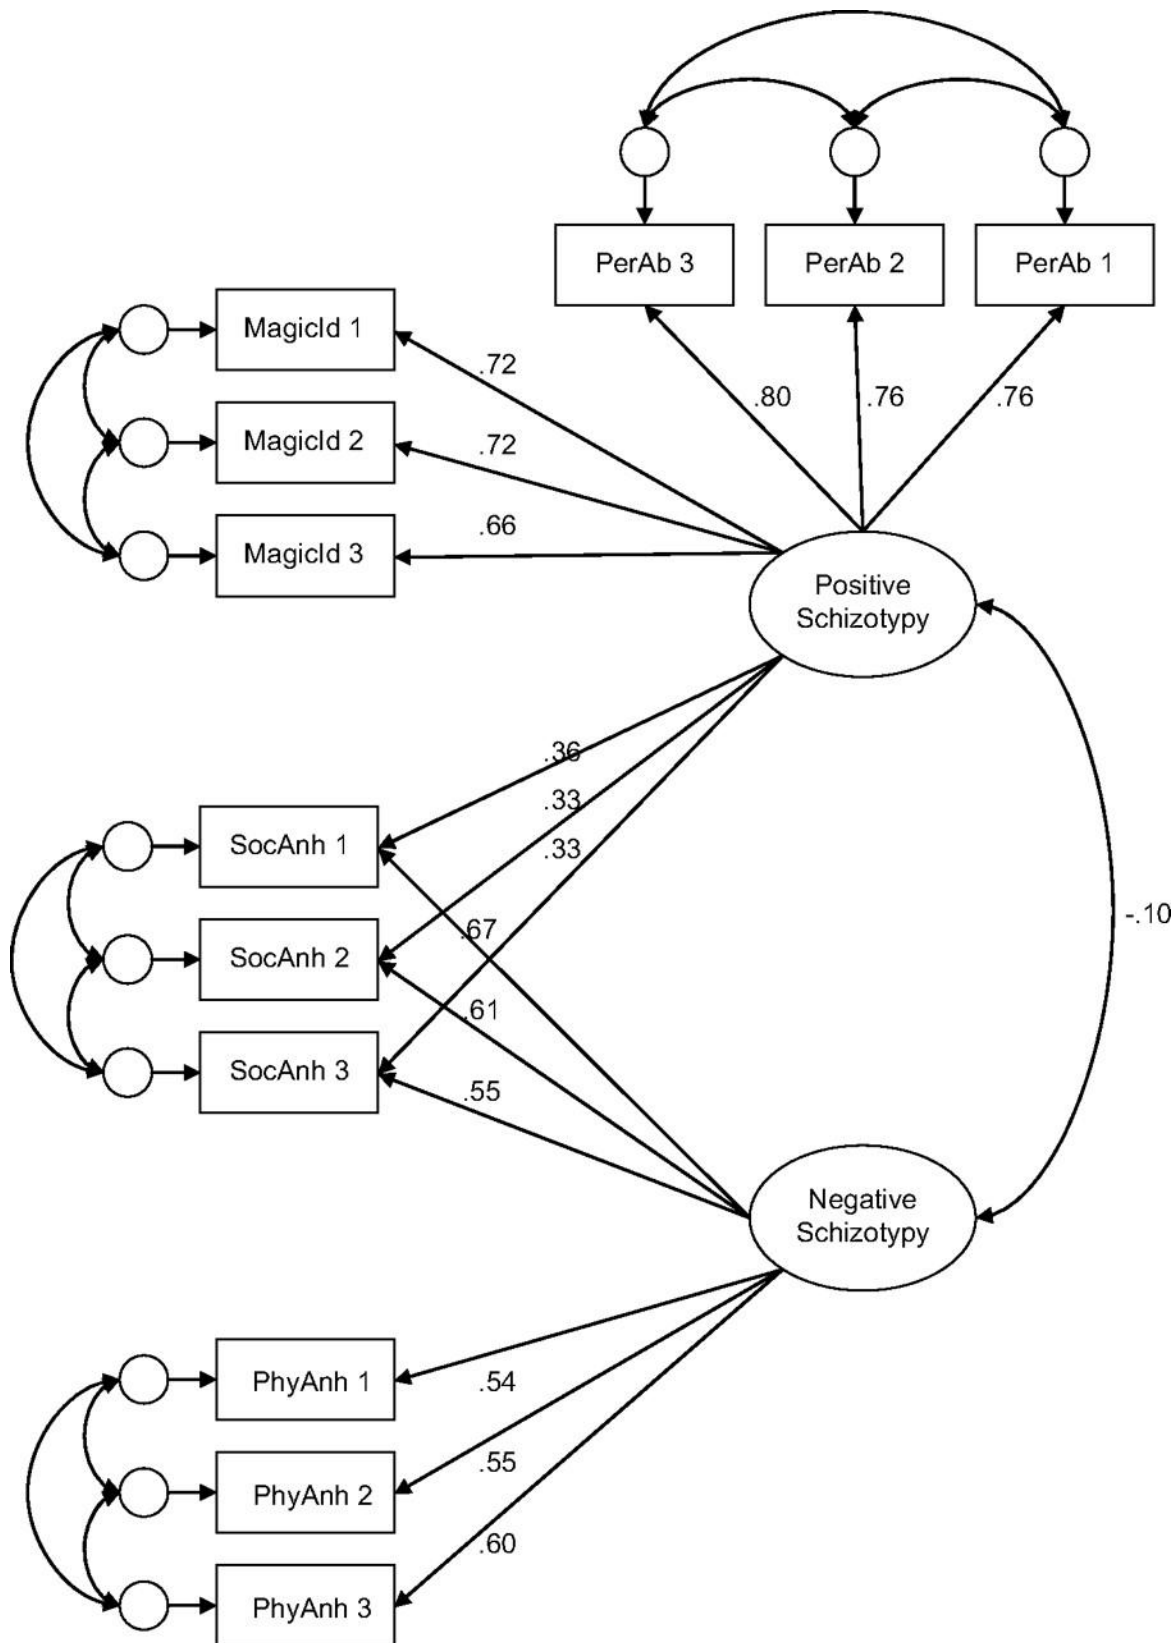 PerAb 3
PerAb 2
PerAb 1
MagicId 1
MagicId 2
MagicId 3
.72
.72
.66
.80
.76
.76
Positive
Schizotypy
.36
.33
.33
SocAnh 1
SocAnh 2
SocAnh 3
.67
.61
.55
-.10
Negative
Schizotypy
PhyAnh 1
PhyAnh 2
PhyAnh 3
.54
.55
.60